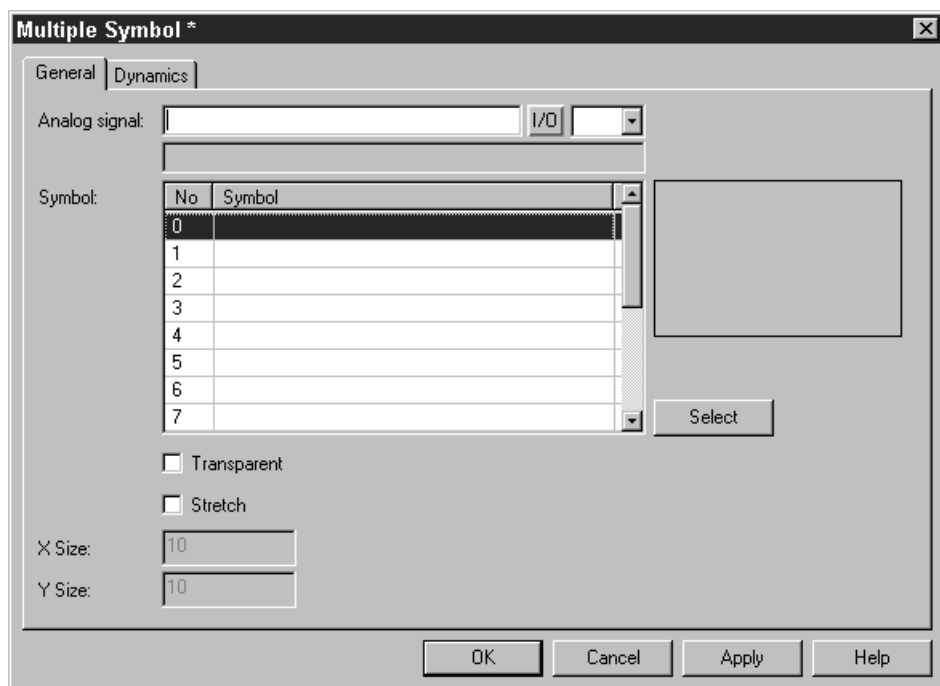 Multiple Symbol *
General Dynamics
Analog signal: I/O
Symbol: No Symbol
0
1
2
3
4
5
6
7
Select
Transparent
Stretch
X Size: 10
Y Size: 10
OK Cancel Apply Help